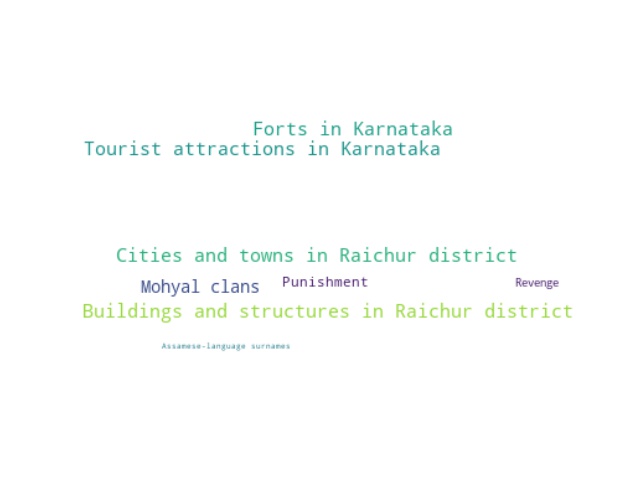 Forts in Karnataka
Tourist attractions in Karnataka
Cities and towns in Raichur district
Mohyal clans Punishment Revenge
Buildings and structures in Raichur district
Assamese-language surnames